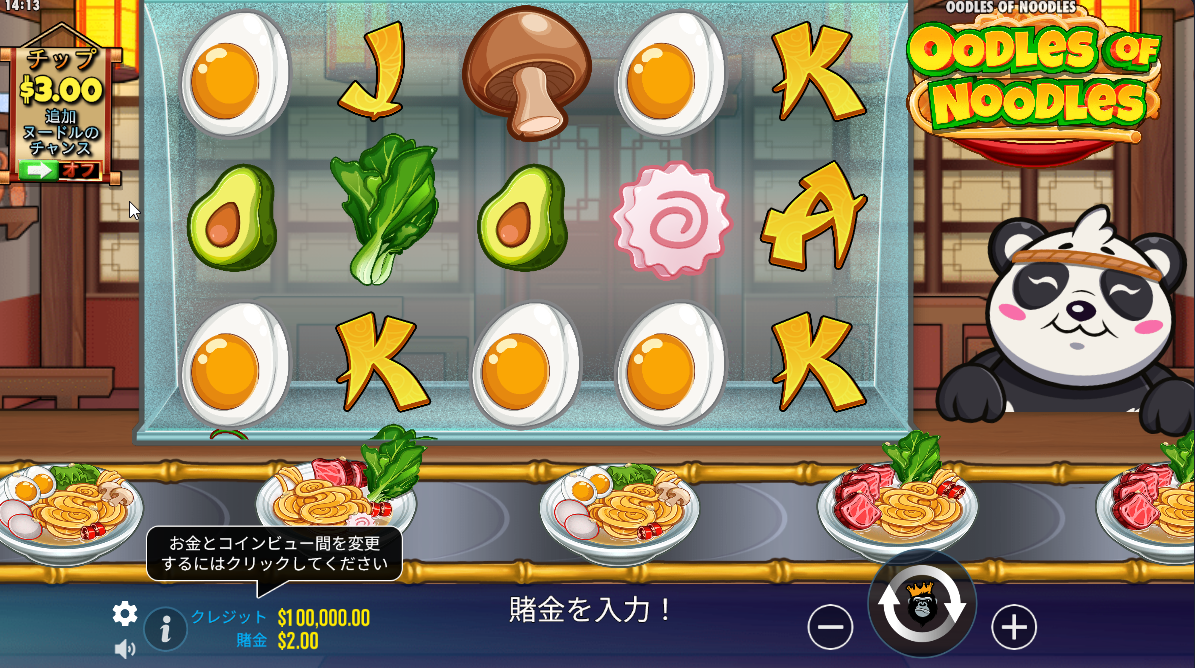 14:13
OODLES OF NOODLES
チップ
$3.00
追加
ヌードルの
チャンス
オフ
OODLES OF
NOODLES
J
K
A
K
K
お金とコインビュー間を変更
するにはクリックしてください
クレジット $100,000.00
賭金 $2.00
賭金を入力！